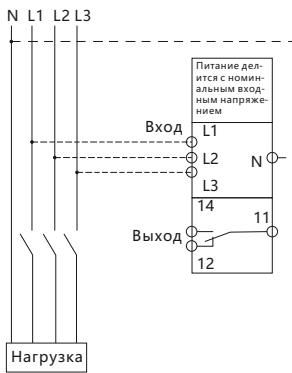 N L1 L2 L3
Питание дел-
ится с номин-
альным вход-
ным напряже-
нием
Вход
L1
L2
N
L3
14
11
Выход
12
Нагрузка